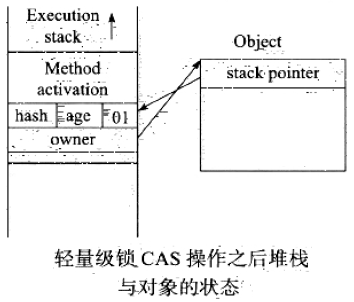 Execution
stack
Object
Method
activation
stack pointer
hash age 01
owner
轻量级锁 CAS 操作之后堆栈
与对象的状态